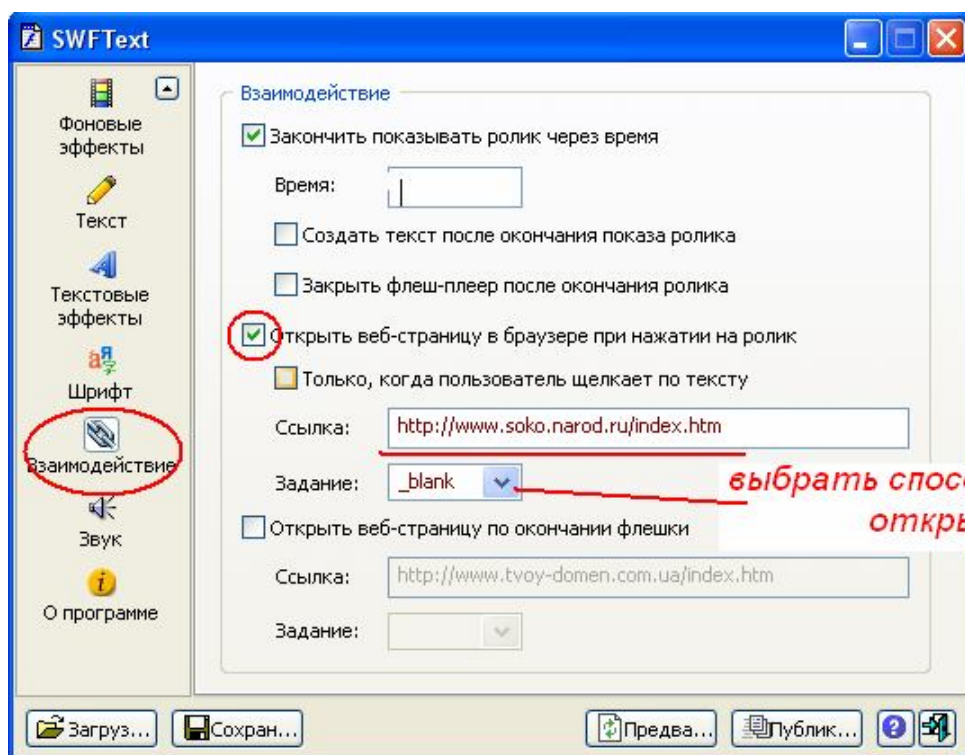 SWFText
Фоновые
эффекты
Текст
Текстовые
эффекты
Шрифт
Взаимодействие
Звук
О программе
Взаимодействие
Закончить показывать ролик через время
Время:
Создать текст после окончания показа ролика
Закрыть флеш-плеер после окончания ролика
Открыть веб-страницу в браузере при нажатии на ролик
Только, когда пользователь щелкает по тексту
Ссылка: http://www.soko.narod.ru/index.htm
Задание: _blank
выбрать спосо
откры
Открыть веб-страницу по окончании флешки
Ссылка: http://www.tvoy-domen.com.ua/index.htm
Задание:
Загруз... Сохран... Предва... Публик...